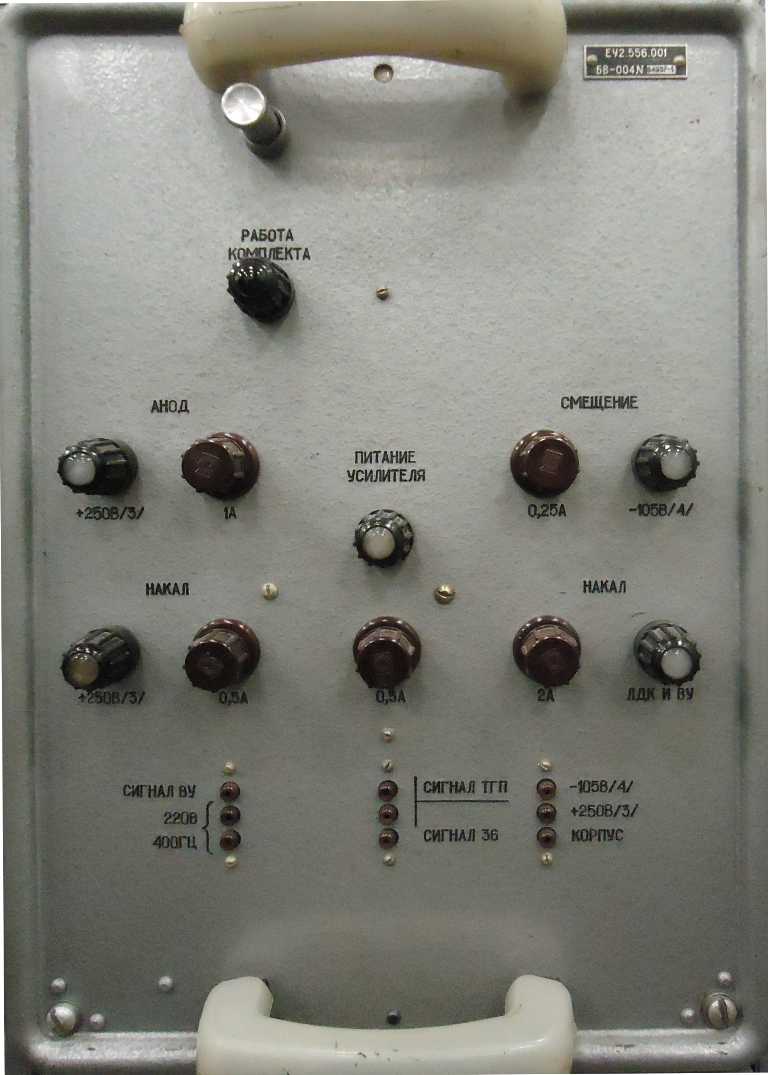 ЕУ2.556.001
БВ-004N
РАБОТА
КОМПЛЕКТА
АНОД
СМЕЩЕНИЕ
ПИТАНИЕ
УСИЛИТЕЛЯ
+250В/3/
1А
0,25А
-105В/4/
НАКАЛ
НАКАЛ
+250В/3/
0,5А
0,5А
2А
ЛДК И ВУ
СИГНАЛ ВУ
СИГНАЛ ТГП
-105В/4/
220В
+250В/3/
400ГЦ
СИГНАЛ 36
КОРПУС